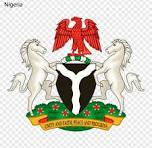 Nigeria
UNITY AND FAITH, PEACE AND PROGRESS